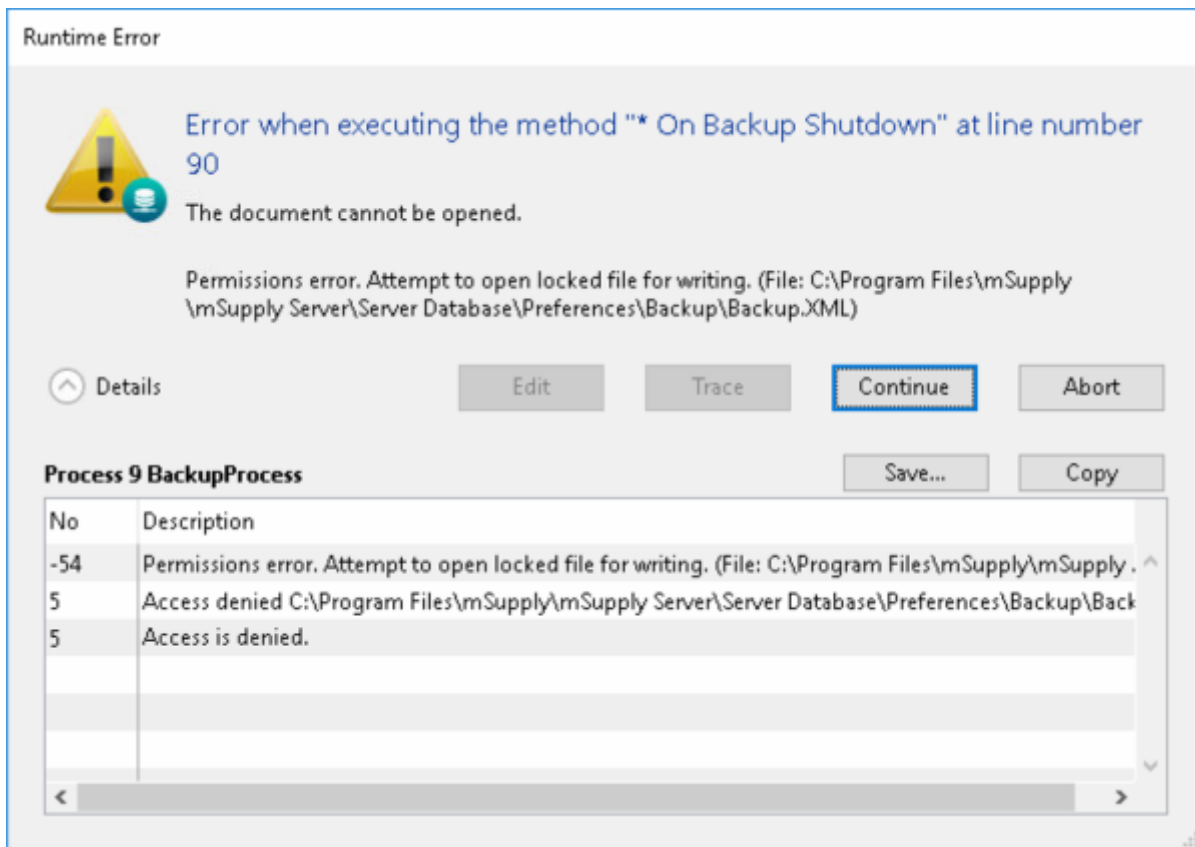 Runtime Error
Error when executing the method "* On Backup Shutdown" at line number
90
The document cannot be opened.
Permissions error. Attempt to open locked file for writing. (File: C:\Program Files\mSupply
\mSupply Server\Server Database\Preferences\Backup\Backup.XML)
Details
Edit
Trace
Continue
Abort
Process 9 BackupProcess
Save...
Copy
No Description
-54 Permissions error. Attempt to open locked file for writing. (File: C:\Program Files\mSupply\mSupply .
5 Access denied C:\Program Files\mSupply\mSupply Server\Server Database\Preferences\Backup\Back
5 Access is denied.